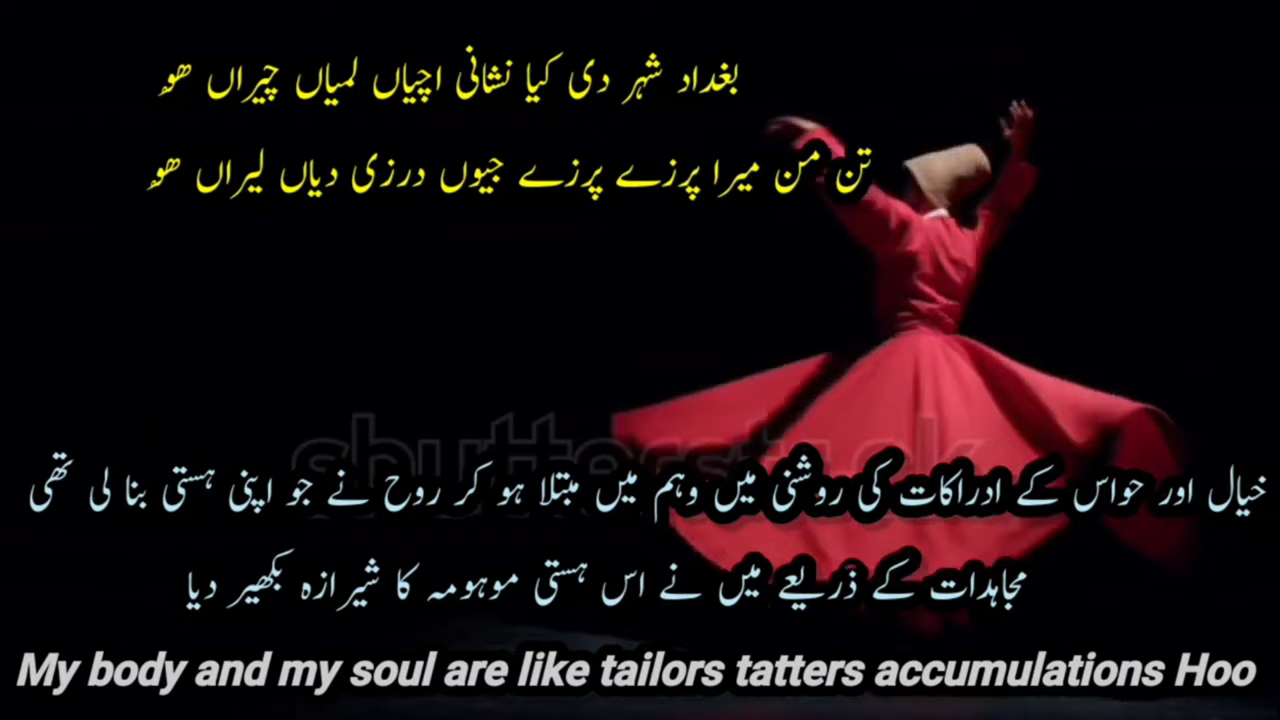 بغداد شہر دی کیا نشانی اچیاں لمیاں چیراں ھو
تن من میرا پرزے پرزے جیوں درزی دیاں لیراں ھو
خیال اور حواس کے ادراکات کی روشنی میں وہم میں مبتلا ہو کر روح نے جو اپنی ہستی بنا لی تھی
مجاہدات کے ذریعے میں نے اس ہستی موہومہ کا شیرازہ بکھیر دیا
My body and my soul are like tailors tatters accumulations Hoo